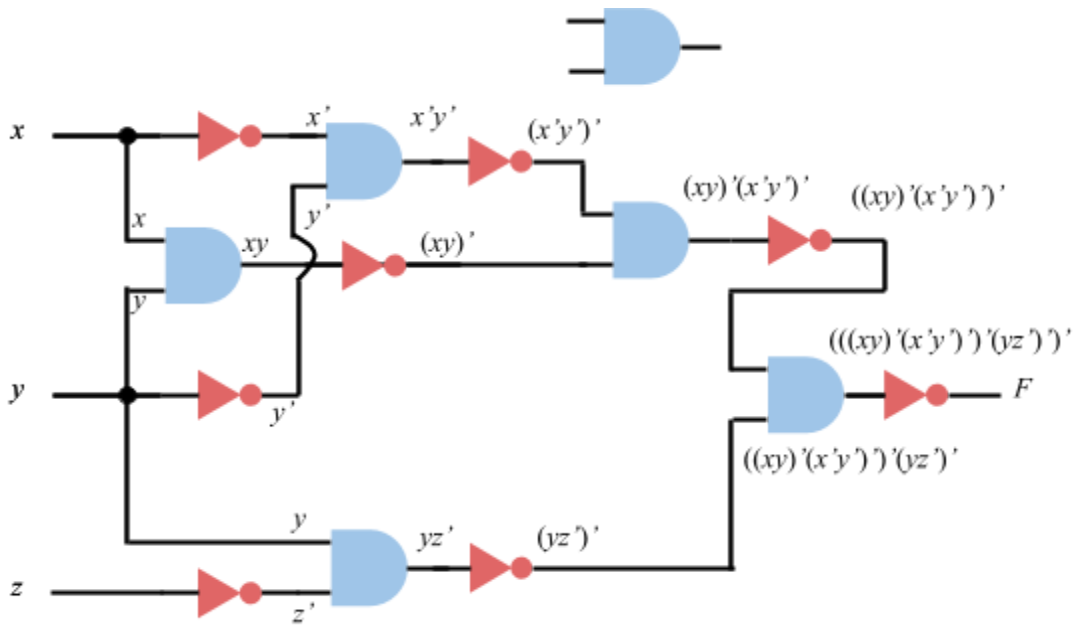 x
x’
x’y’
(x’y’)’
(xy)’(x’y’)’
((xy)’(x’y’)’)’
x
y’
xy
(xy)’
y
(((xy)’(x’y’)’)’(yz’)’)’
y
y’
F
((xy)’(x’y’)’)’(yz’)’
y
yz’
(yz’)’
z
z’